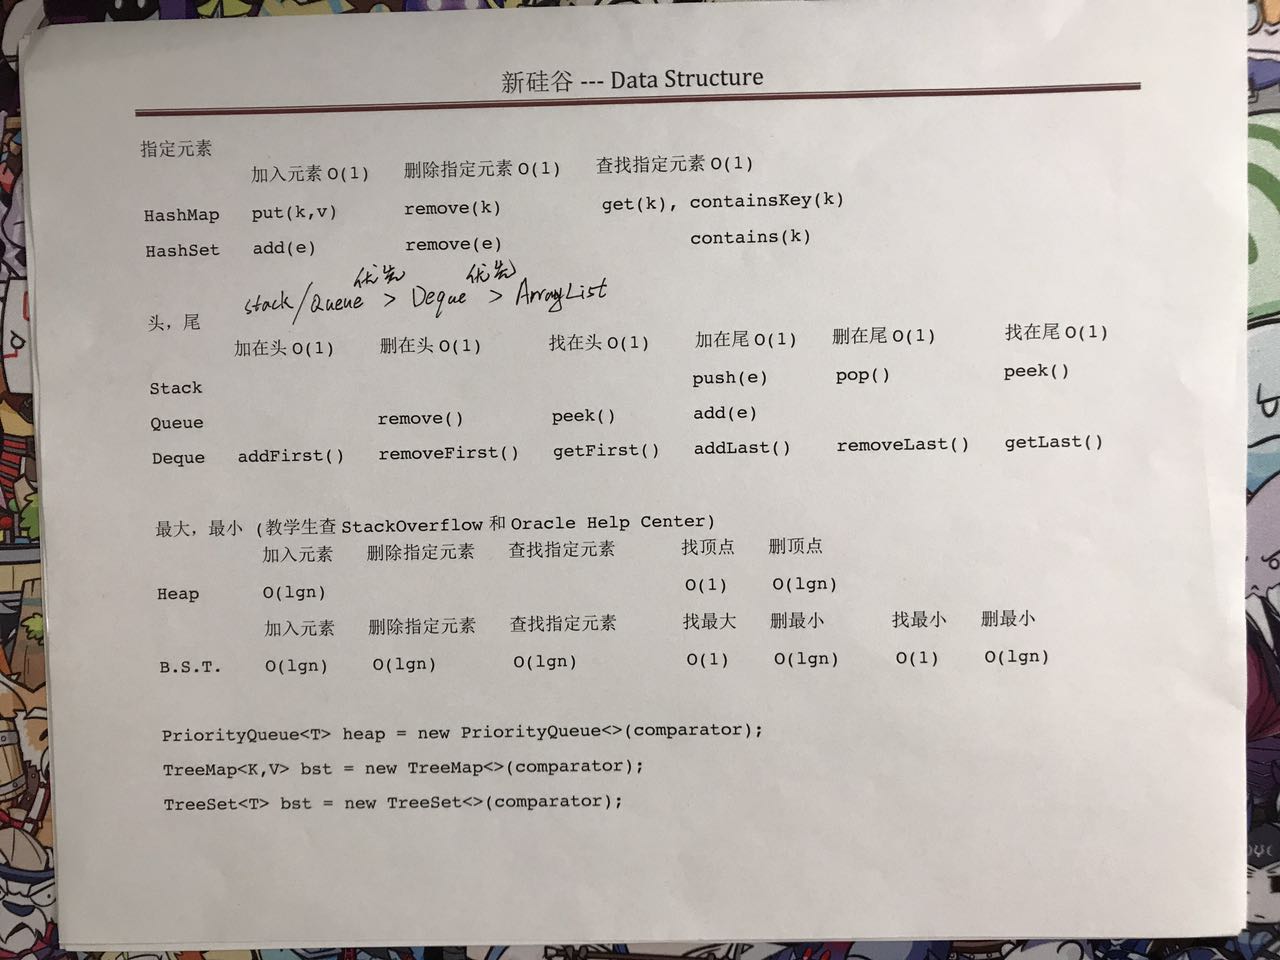 新硅谷 --- Data Structure
指定元素
加入元素 O(1) 删除指定元素 O(1) 查找指定元素 O(1)
HashMap put(k,v) remove(k) get(k), containsKey(k)
HashSet add(e) remove(e) contains(k)
优先 优先
Stack/Queue > Deque > ArrayList
头，尾
加在头 O(1) 删在头 O(1) 找在头 O(1) 加在尾 O(1) 删在尾 O(1) 找在尾 O(1)
Stack push(e) pop() peek()
Queue remove() peek() add(e)
Deque addFirst() removeFirst() getFirst() addLast() removeLast() getLast()
最大，最小 (教学生查 StackOverflow 和 Oracle Help Center)
加入元素 删除指定元素 查找指定元素 找顶点 删顶点
Heap O(lgn) O(1) O(lgn)
加入元素 删除指定元素 查找指定元素 找最大 删最小 找最小 删最小
B.S.T. O(lgn) O(lgn) O(lgn) O(1) O(lgn) O(1) O(lgn)
PriorityQueue<T> heap = new PriorityQueue<>(comparator);
TreeMap<K,V> bst = new TreeMap<>(comparator);
TreeSet<T> bst = new TreeSet<>(comparator);